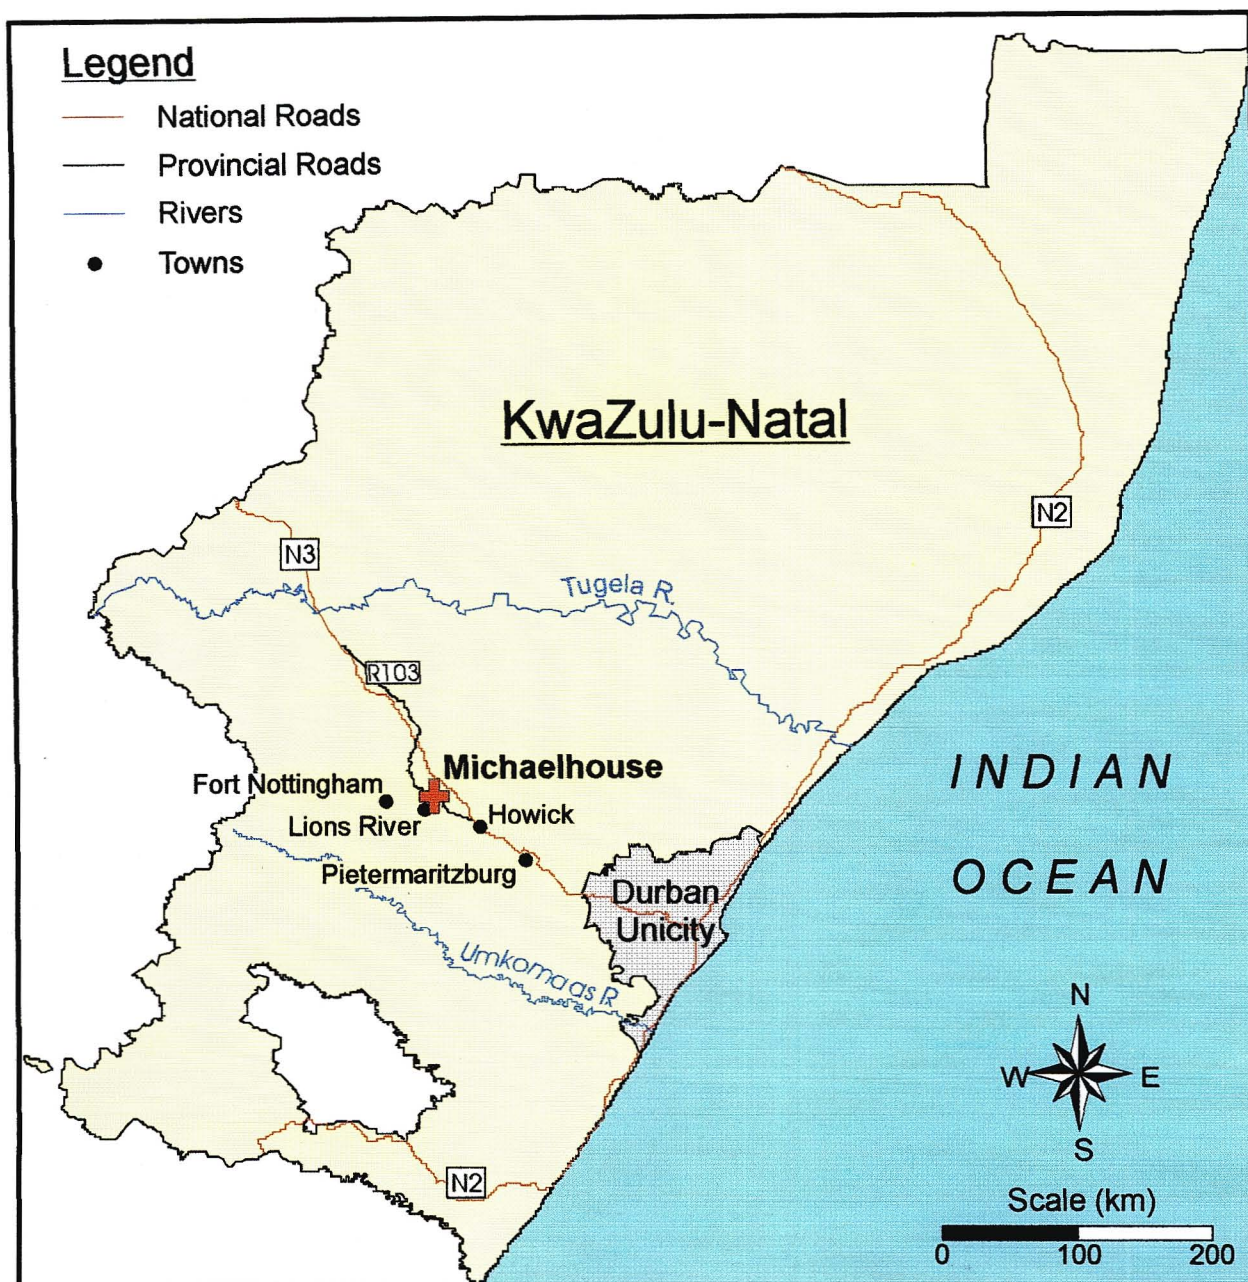 Legend
National Roads
Provincial Roads
Rivers
Towns
KwaZulu-Natal
N2
N3
Tugela R.
R103
Michaelhouse
Fort Nottingham
Lions River
Howick
Pietermaritzburg
Durban
Unicity
INDIAN
OCEAN
Umkomaas R.
N
W
E
S
N2
Scale (km)
0 100 200